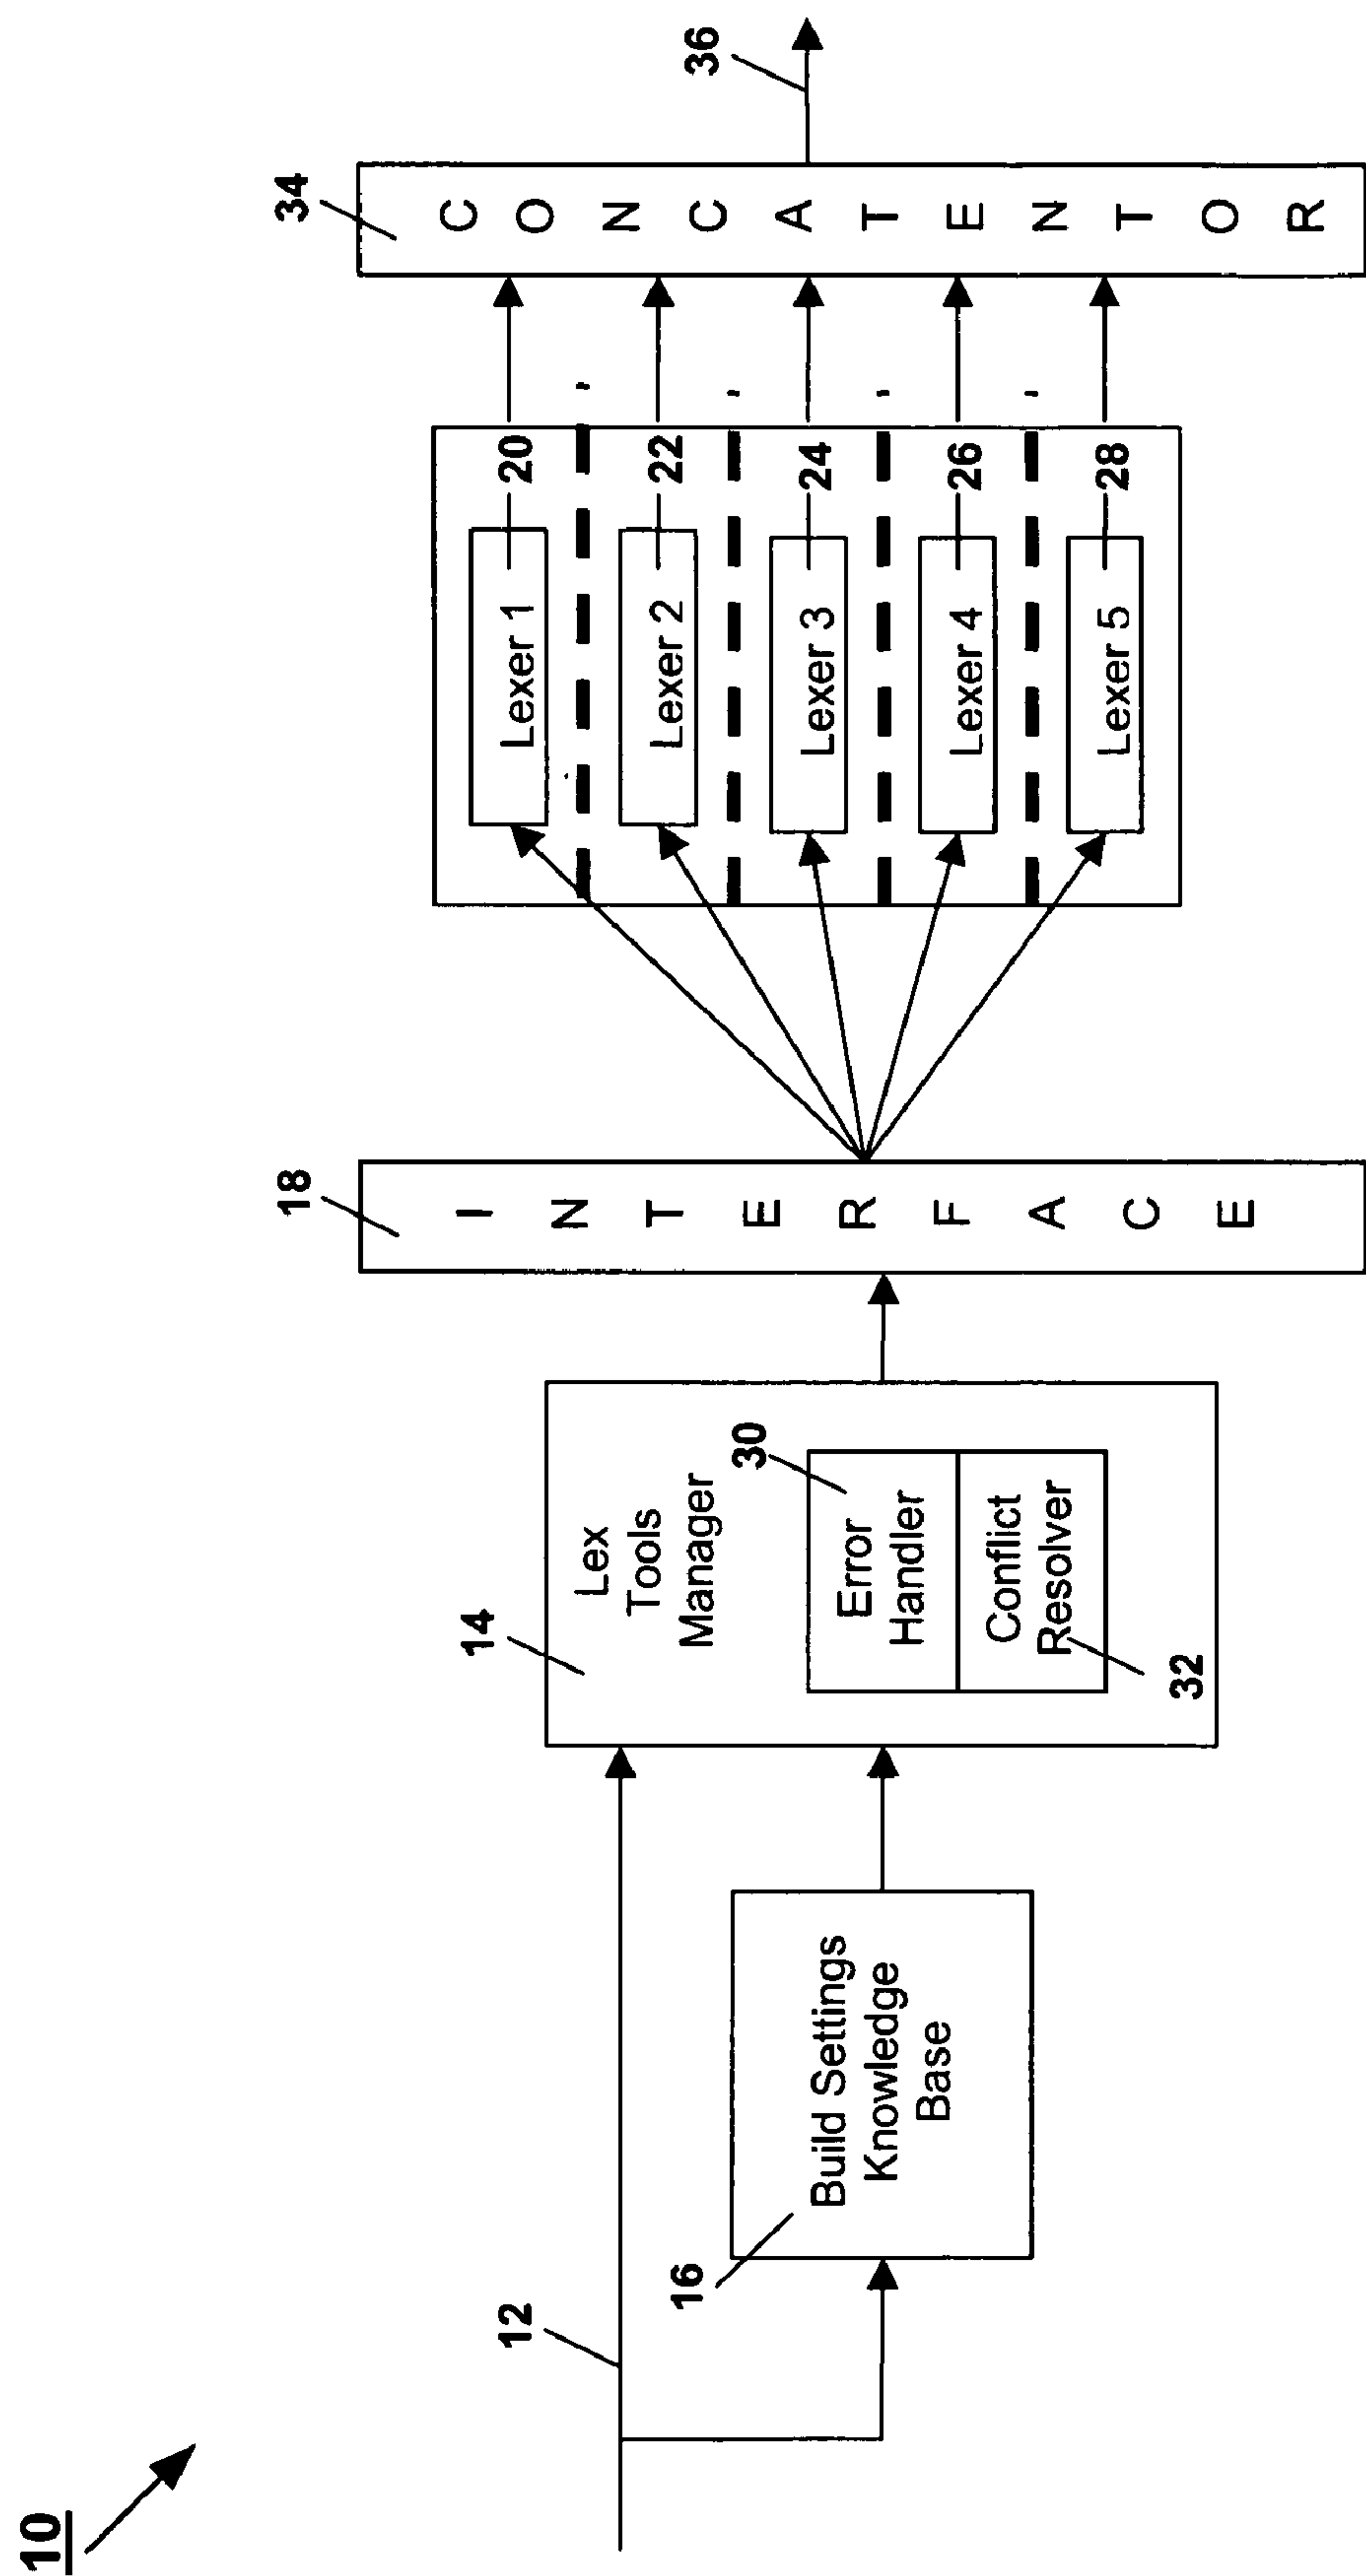 10
12
16
Build Settings
Knowledge
Base
14
Lex
Tools
Manager
30
Error
Handler
Conflict
Resolver
32
18
INTERFACE
Lexer 1
20
Lexer 2
22
Lexer 3
24
Lexer 4
26
Lexer 5
28
34
CONCATENTOR
36